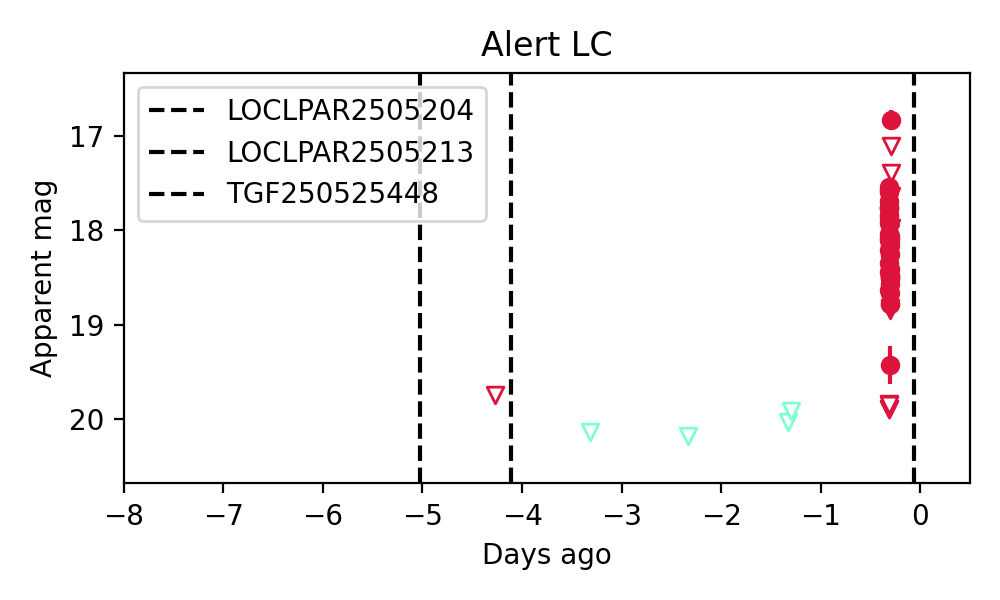 Alert LC
LOCLPAR2505204
LOCLPAR2505213
TGF250525448
Apparent mag
17
18
19
20
−8 −7 −6 −5 −4 −3 −2 −1 0
Days ago